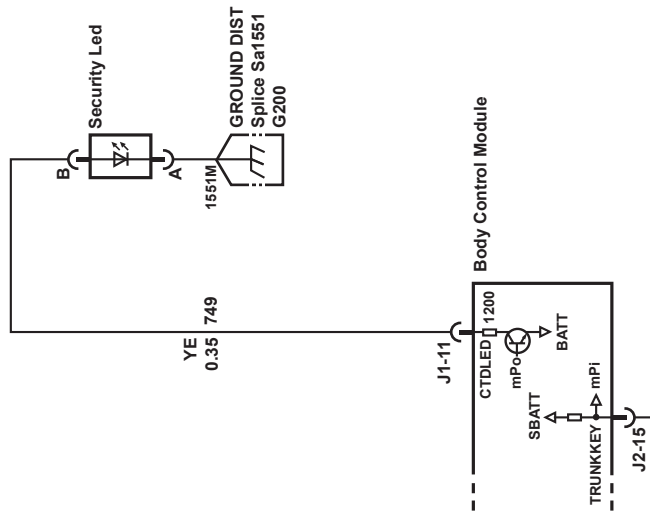 Security Led
B
A
1551M
GROUND DIST
Splice Sa1551
G200
YE
749
0.35
J1-11
Body Control Module
CTDLED
1200
mPo
BATT
SBATT
TRUNKKEY
mPi
J2-15